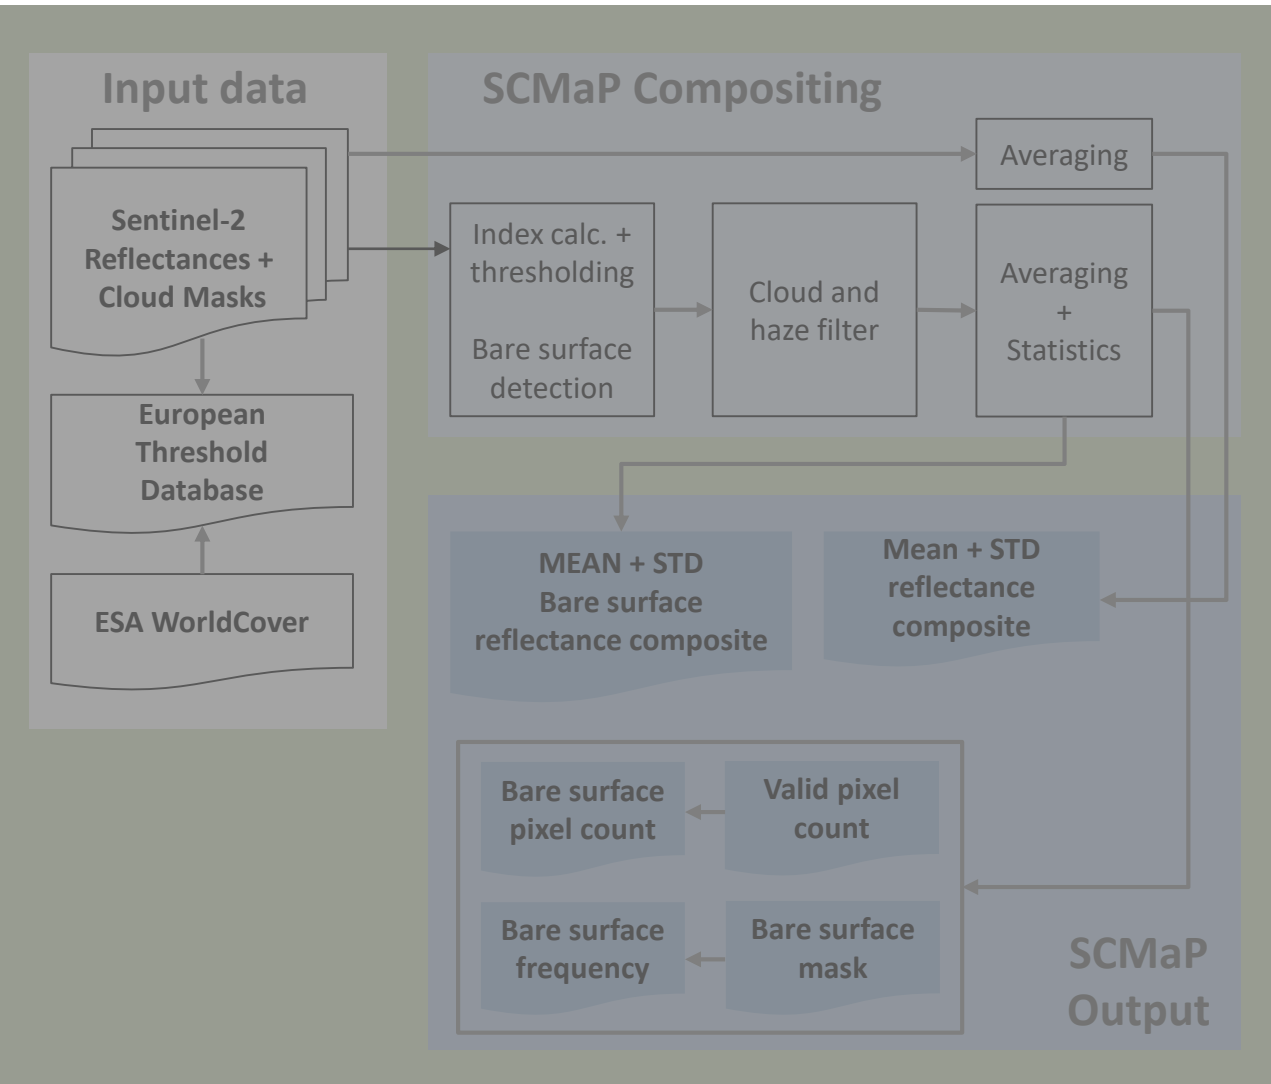 Input data
Sentinel-2
Reflectances +
Cloud Masks
European
Threshold
Database
ESA WorldCover
SCMaP Compositing
Averaging
Index calc. +
thresholding
Bare surface
detection
Cloud and
haze filter
Averaging
+
Statistics
MEAN + STD
Bare surface
reflectance composite
Mean + STD
reflectance
composite
Bare surface
pixel count
Valid pixel
count
Bare surface
frequency
Bare surface
mask
SCMaP
Output